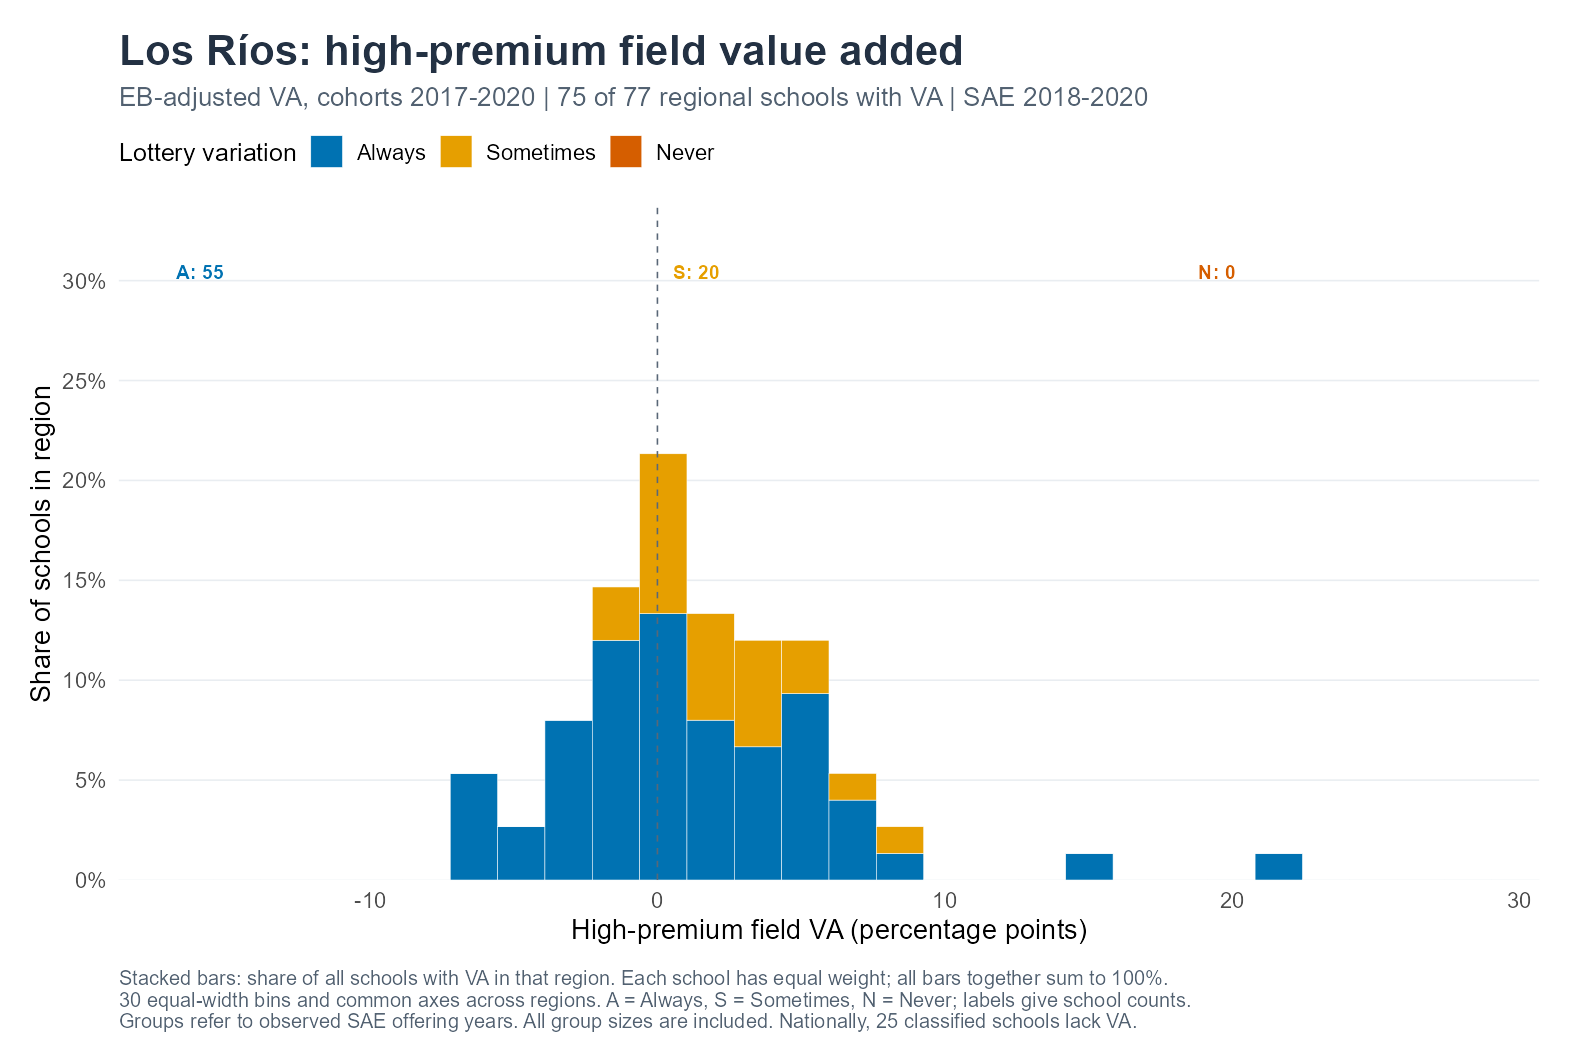 Los Ríos: high-premium field value added
EB-adjusted VA, cohorts 2017-2020 | 75 of 77 regional schools with VA | SAE 2018-2020
Lottery variation Always Sometimes Never
A: 55 S: 20 N: 0
30%
25%
20%
15%
10%
5%
0%
Share of schools in region
-10 0 10 20 30
High-premium field VA (percentage points)
Stacked bars: share of all schools with VA in that region. Each school has equal weight; all bars together sum to 100%.
30 equal-width bins and common axes across regions. A = Always, S = Sometimes, N = Never; labels give school counts.
Groups refer to observed SAE offering years. All group sizes are included. Nationally, 25 classified schools lack VA.